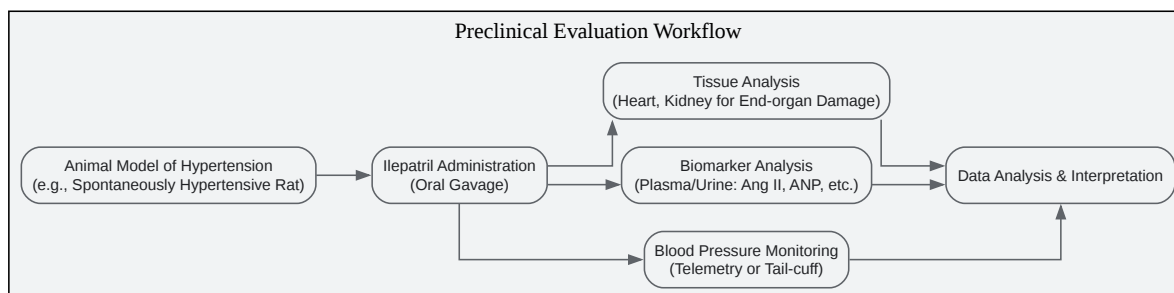 Preclinical Evaluation Workflow
Tissue Analysis
(Heart, Kidney for End-organ Damage)
Animal Model of Hypertension
(e.g., Spontaneously Hypertensive Rat)
Ilepatril Administration
(Oral Gavage)
Biomarker Analysis
(Plasma/Urine: Ang II, ANP, etc.)
Data Analysis & Interpretation
Blood Pressure Monitoring
(Telemetry or Tail-cuff)